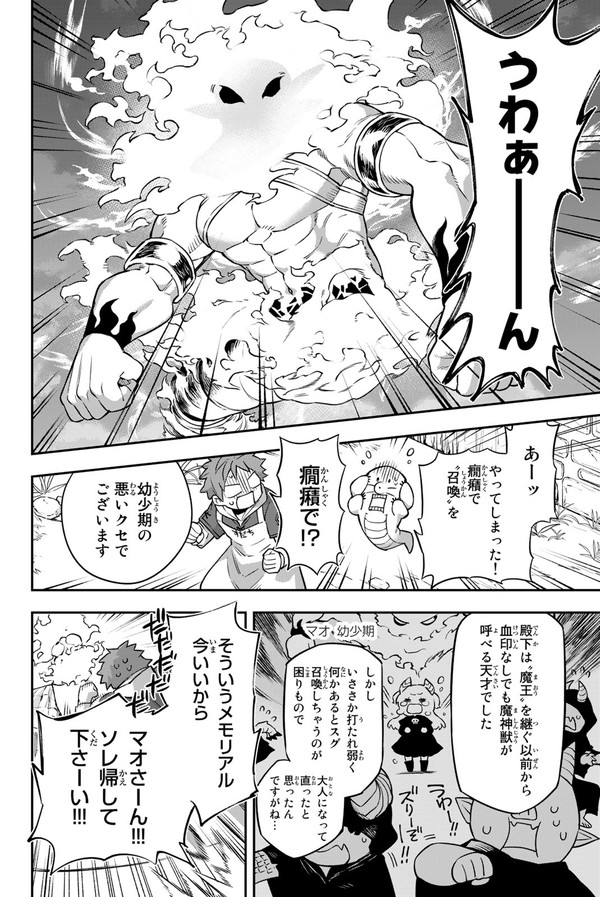 うわぁーーーん
あーッ
やってしまった！
癇癪で
〝召喚〟を
癇癪で!?
幼少期の
悪いクセで
ございます
マオ・幼少期
殿下は〝魔王〟を継ぐ以前から
血印なしでも魔神獣が
呼べる天才でした
しかし
いささか打たれ弱く
何かあるとスグ
召喚しちゃうのが
困りもので
大人になって
直ったと
思ったん
ですがね…
うわーっ
ズリーぞ
そういうメモリアル
今いいから
マオさーん!!!
ソレ帰して
下さーい!!!